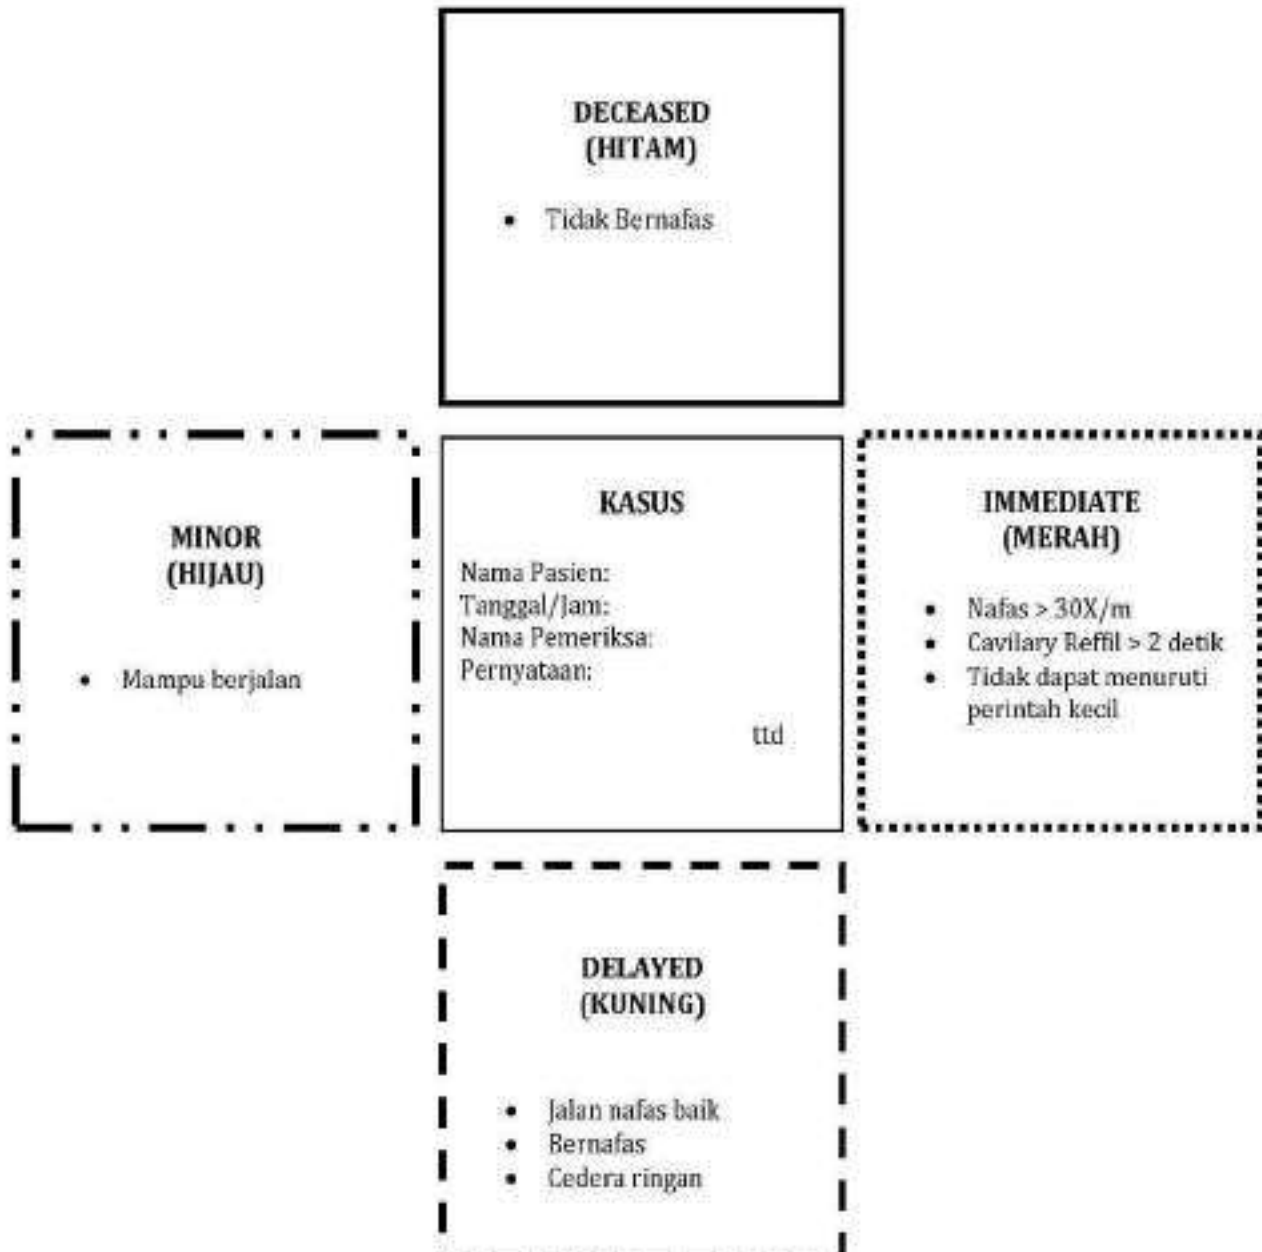 DECEASED
(HITAM)
• Tidak Bernafas
MINOR
(HIJAU)
• Mampu berjalan
KASUS
Nama Pasien:
Tanggal/Jam:
Nama Pemeriksa:
Pernyataan:
ttd
IMMEDIATE
(MERAH)
• Nafas > 30X/m
• Cavilary Reffil > 2 detik
• Tidak dapat menuruti
perintah kecil
DELAYED
(KUNING)
• Jalan nafas baik
• Bernafas
• Cedera ringan